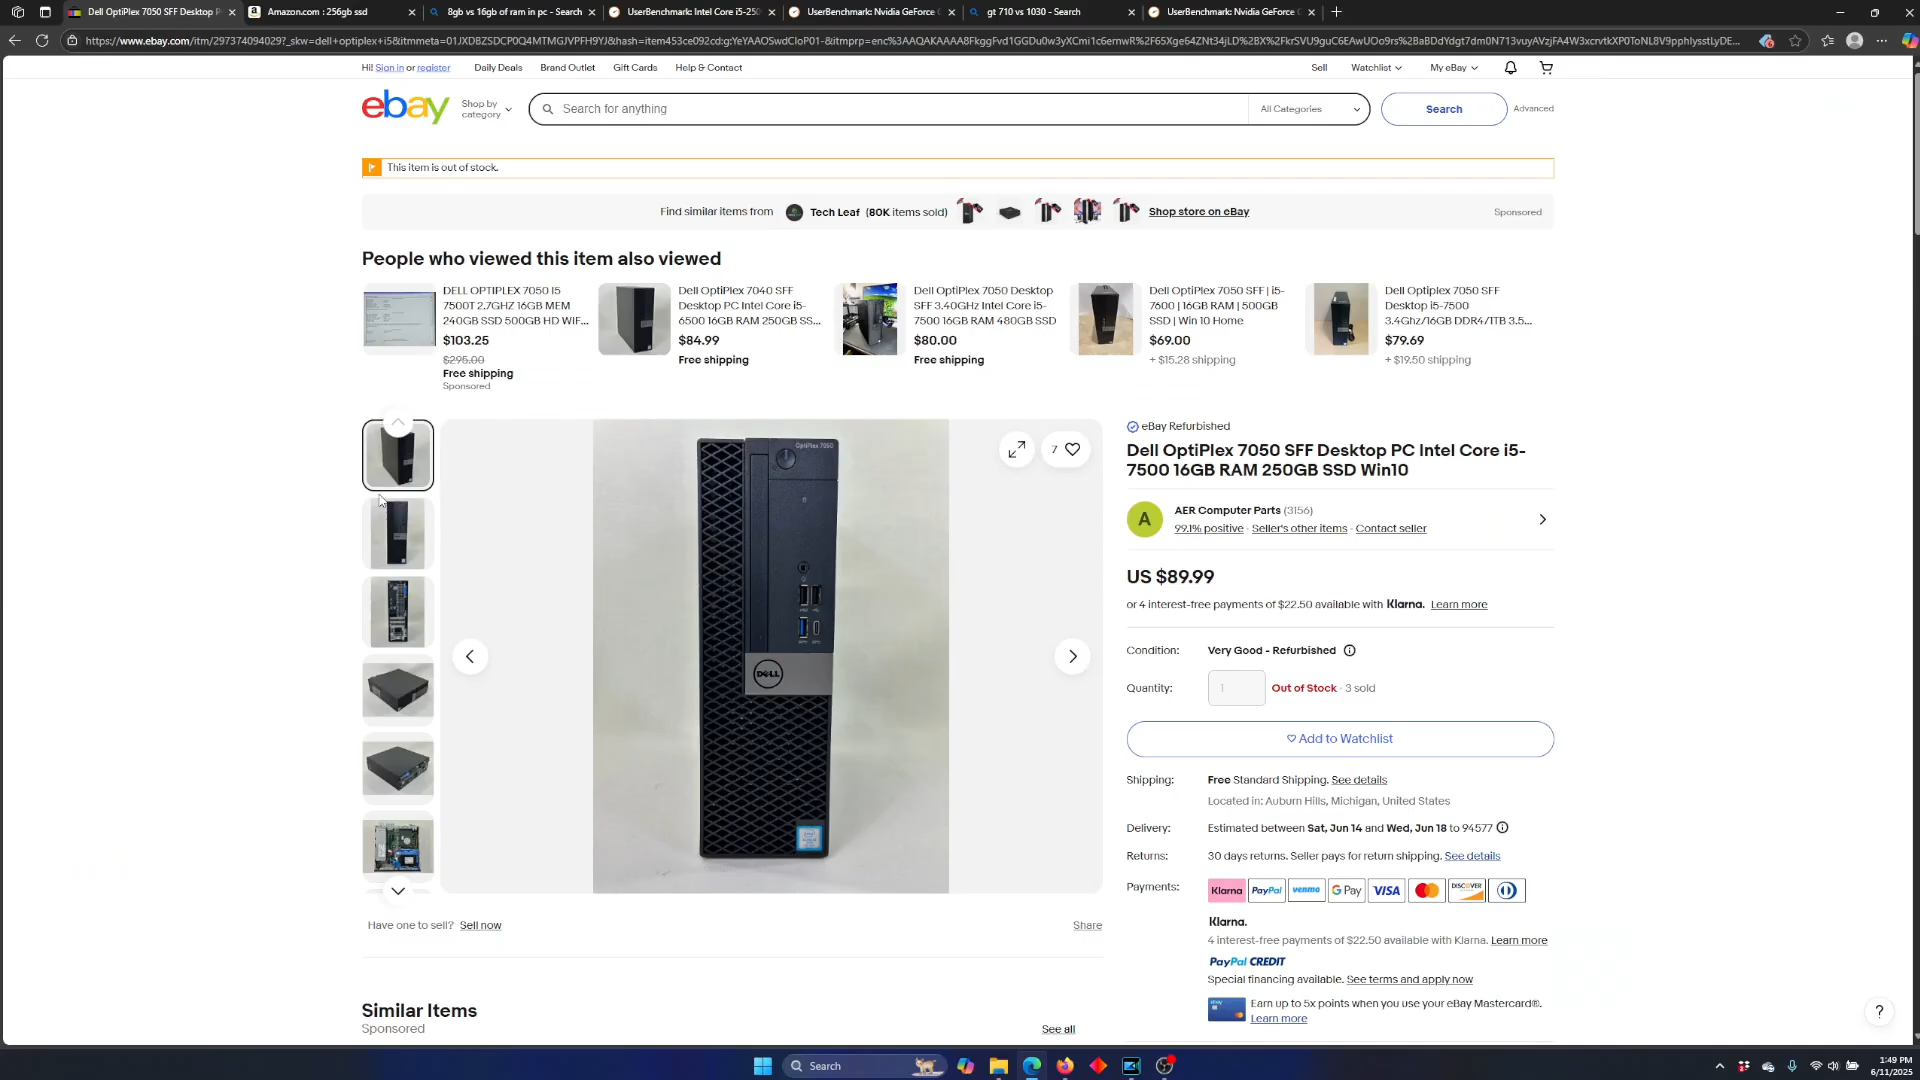 Dell OptiPlex 7050 SFF Desktop P
Amazon.com : 256gb ssd
8gb vs 16gb of ram in pc - Search
UserBenchmark: Intel Core i5-250
UserBenchmark: Nvidia GeForce
gt 710 vs 1030 - Search
UserBenchmark: Nvidia GeForce
Hi! Sign in or register
Daily Deals
Brand Outlet
Gift Cards
Help & Contact
Sell
Watchlist
My eBay
ebay
Shop by
category
Search for anything
All Categories
Search
Advanced
This item is out of stock.
Find similar items from
Tech Leaf (80K items sold)
Shop store on eBay
Sponsored
People who viewed this item also viewed
DELL OPTIPLEX 7050 I5
7500T 2.7GHZ 16GB MEM
240GB SSD 500GB HD WIF...
$103.25
$295.00
Free shipping
Sponsored
Dell OptiPlex 7040 SFF
Desktop PC Intel Core i5-
6500 16GB RAM 250GB SS...
$84.99
Free shipping
Dell OptiPlex 7050 Desktop
SFF 3.40GHz Intel Core i5-
7500 16GB RAM 480GB SSD
$80.00
Free shipping
Dell OptiPlex 7050 SFF | i5-
7600 | 16GB RAM | 500GB
SSD | Win 10 Home
$69.00
+ $15.28 shipping
Dell OptiPlex 7050 SFF
Desktop i5-7500
3.4Ghz/16GB DDR4/1TB 3.5...
$79.69
+ $19.50 shipping
OptiPlex 7050
DELL
7
eBay Refurbished
Dell OptiPlex 7050 SFF Desktop PC Intel Core i5-
7500 16GB RAM 250GB SSD Win10
A
AER Computer Parts (3156)
99.1% positive · Seller's other items · Contact seller
US $89.99
or 4 interest-free payments of $22.50 available with Klarna. Learn more
Condition:
Very Good - Refurbished
Quantity:
1
Out of Stock · 3 sold
Add to Watchlist
Shipping:
Free Standard Shipping. See details
Located in: Auburn Hills, Michigan, United States
Delivery:
Estimated between Sat, Jun 14 and Wed, Jun 18 to 94577
Returns:
30 days returns. Seller pays for return shipping. See details
Payments:
Klarna
PayPal
venmo
G Pay
VISA
DISCOVER
Klarna.
4 interest-free payments of $22.50 available with Klarna. Learn more
PayPal CREDIT
Special financing available. See terms and apply now
Earn up to 5x points when you use your eBay Mastercard®.
Learn more
Have one to sell? Sell now
Share
Similar Items
Sponsored
See all
?
Search
1:49 PM
6/11/2025